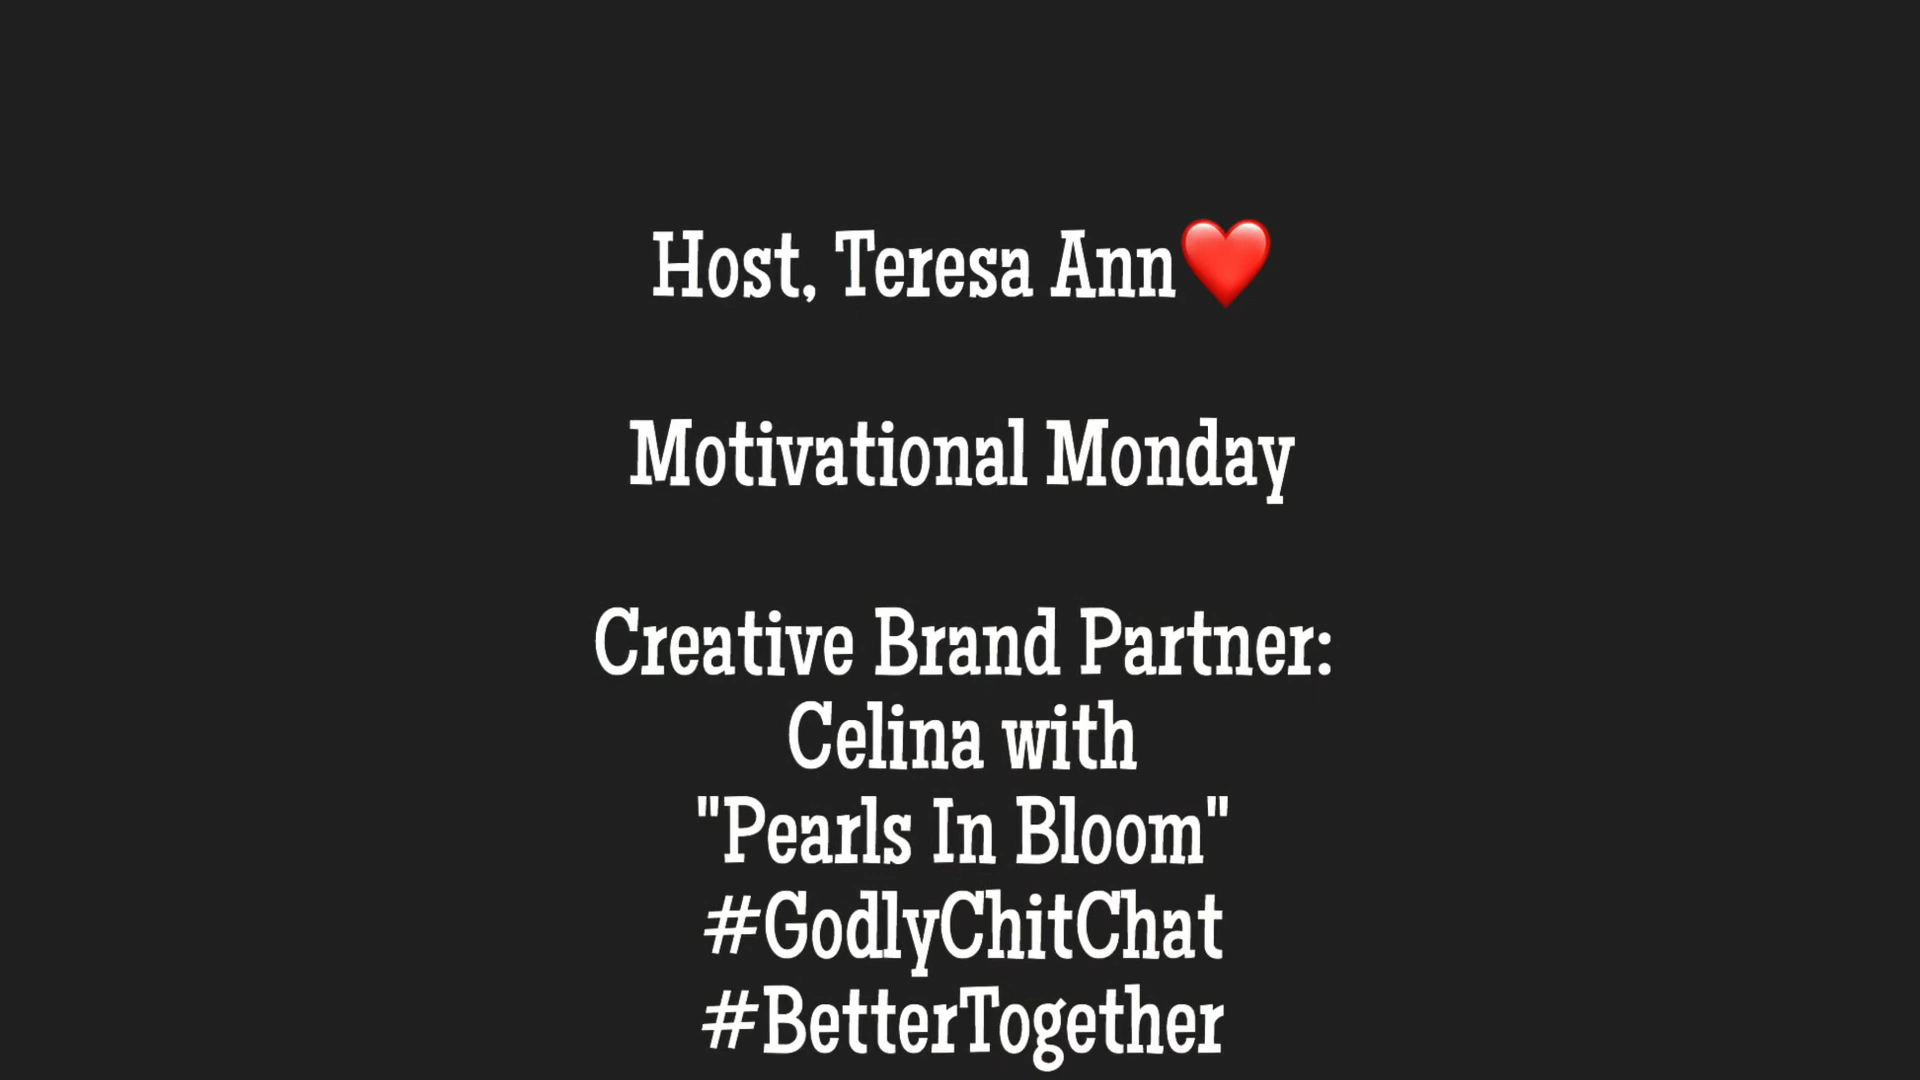 Host, Teresa Ann❤️
Motivational Monday
Creative Brand Partner:
Celina with
"Pearls In Bloom"
#GodlyChitChat
#BetterTogether